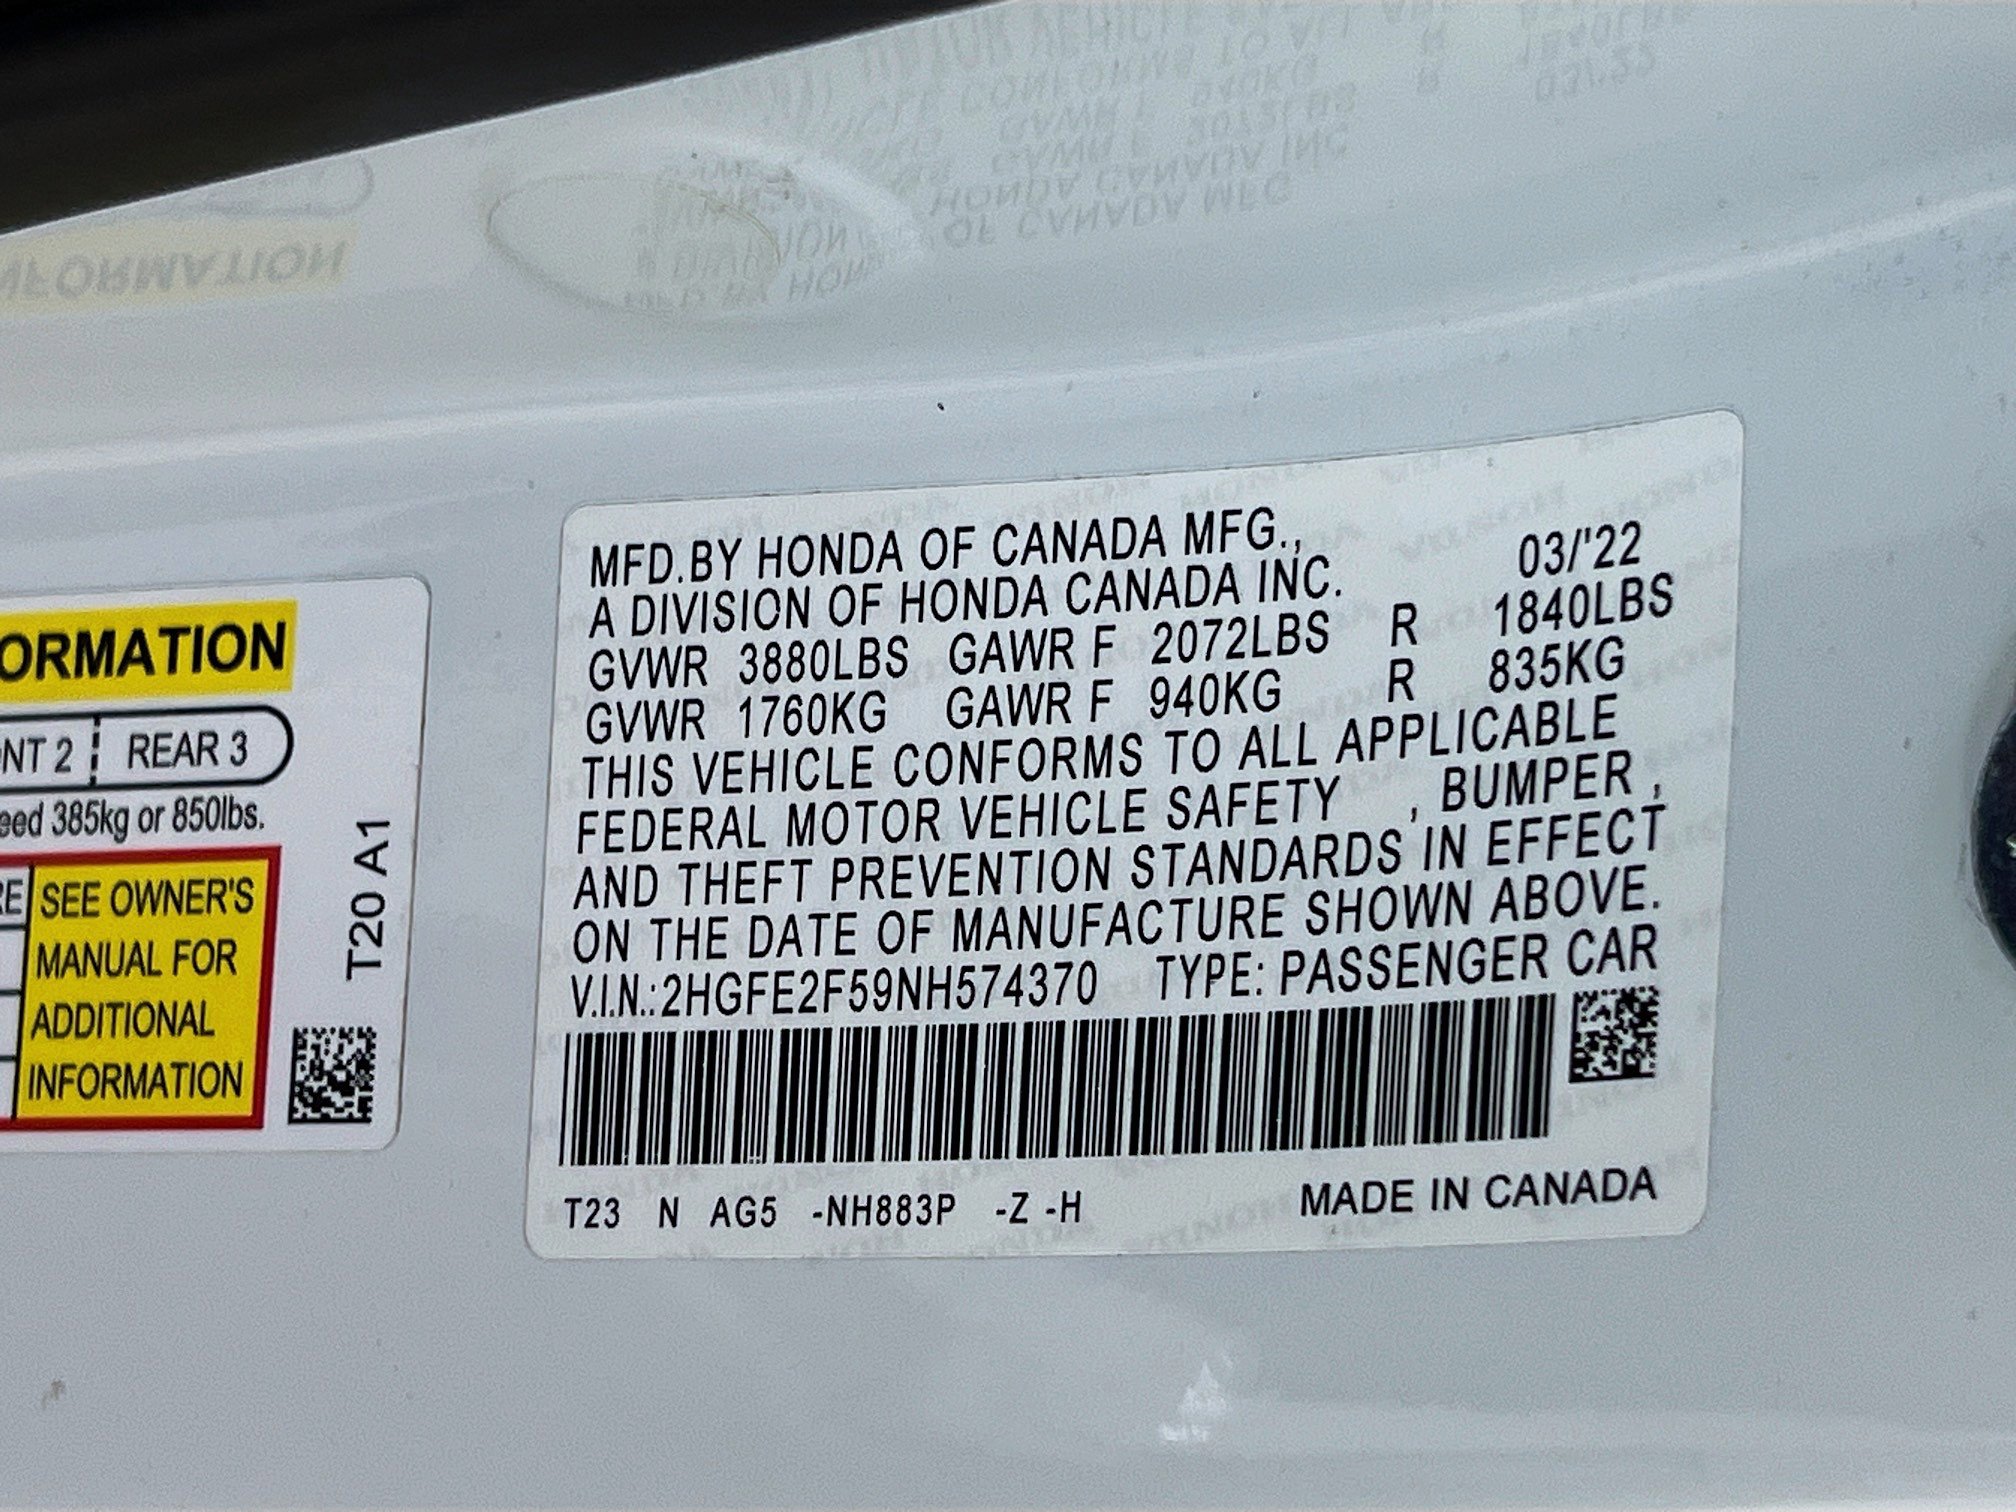 ORMATION
NT 2 REAR 3
eed 385kg or 850lbs.
RE SEE OWNER'S
MANUAL FOR
ADDITIONAL
INFORMATION
T20 A1
MFD.BY HONDA OF CANADA MFG., 03/'22
A DIVISION OF HONDA CANADA INC.
GVWR 3880LBS GAWR F 2072LBS R 1840LBS
GVWR 1760KG GAWR F 940KG R 835KG
THIS VEHICLE CONFORMS TO ALL APPLICABLE
FEDERAL MOTOR VEHICLE SAFETY , BUMPER ,
AND THEFT PREVENTION STANDARDS IN EFFECT
ON THE DATE OF MANUFACTURE SHOWN ABOVE.
V.I.N.:2HGFE2F59NH574370 TYPE: PASSENGER CAR
T23 N AG5 -NH883P -Z -H MADE IN CANADA